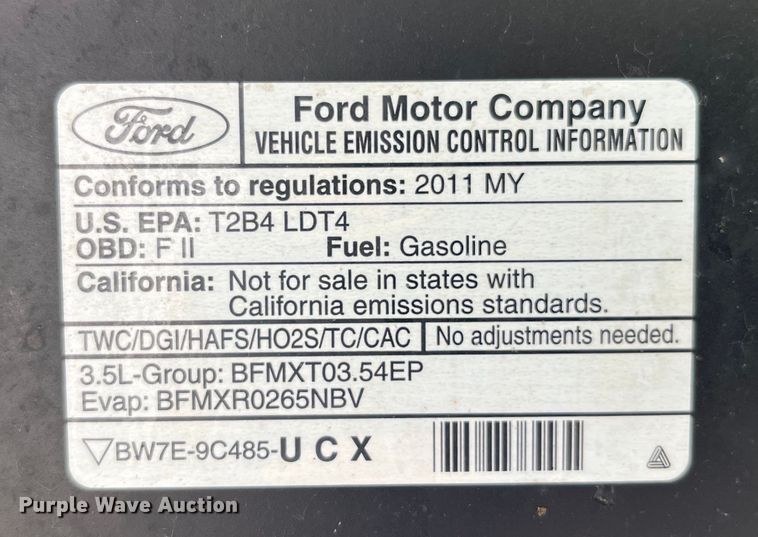 Ford
Ford Motor Company
VEHICLE EMISSION CONTROL INFORMATION
Conforms to regulations: 2011 MY
U.S. EPA: T2B4 LDT4
OBD: F II Fuel: Gasoline
California: Not for sale in states with
California emissions standards.
TWC/DGI/HAFS/HO2S/TC/CAC No adjustments needed.
3.5L-Group: BFMXT03.54EP
Evap: BFMXR0265NBV
▽BW7E-9C485-U C X
Purple Wave Auction